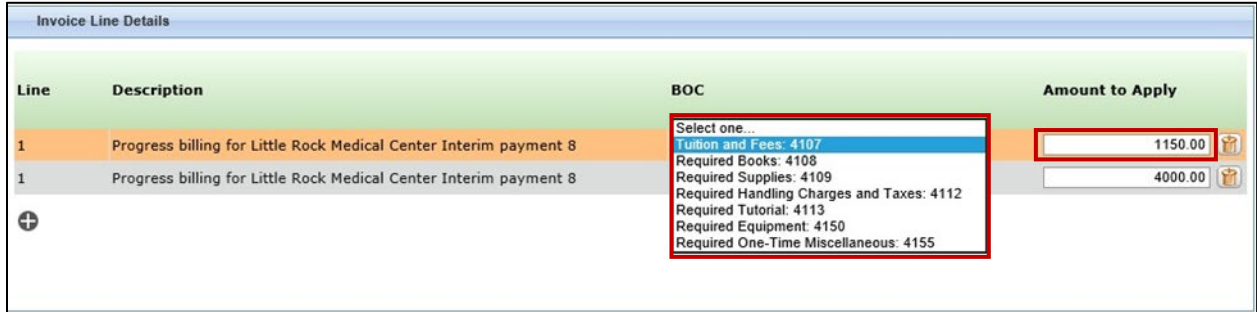 Invoice Line Details
Line Description BOC Amount to Apply
Select one...
1 Progress billing for Little Rock Medical Center Interim payment 8 Tuition and Fees: 4107 1150.00
Required Books: 4108
1 Progress billing for Little Rock Medical Center Interim payment 8 Required Supplies: 4109 4000.00
Required Handling Charges and Taxes: 4112
Required Tutorial: 4113
Required Equipment: 4150
Required One-Time Miscellaneous: 4155